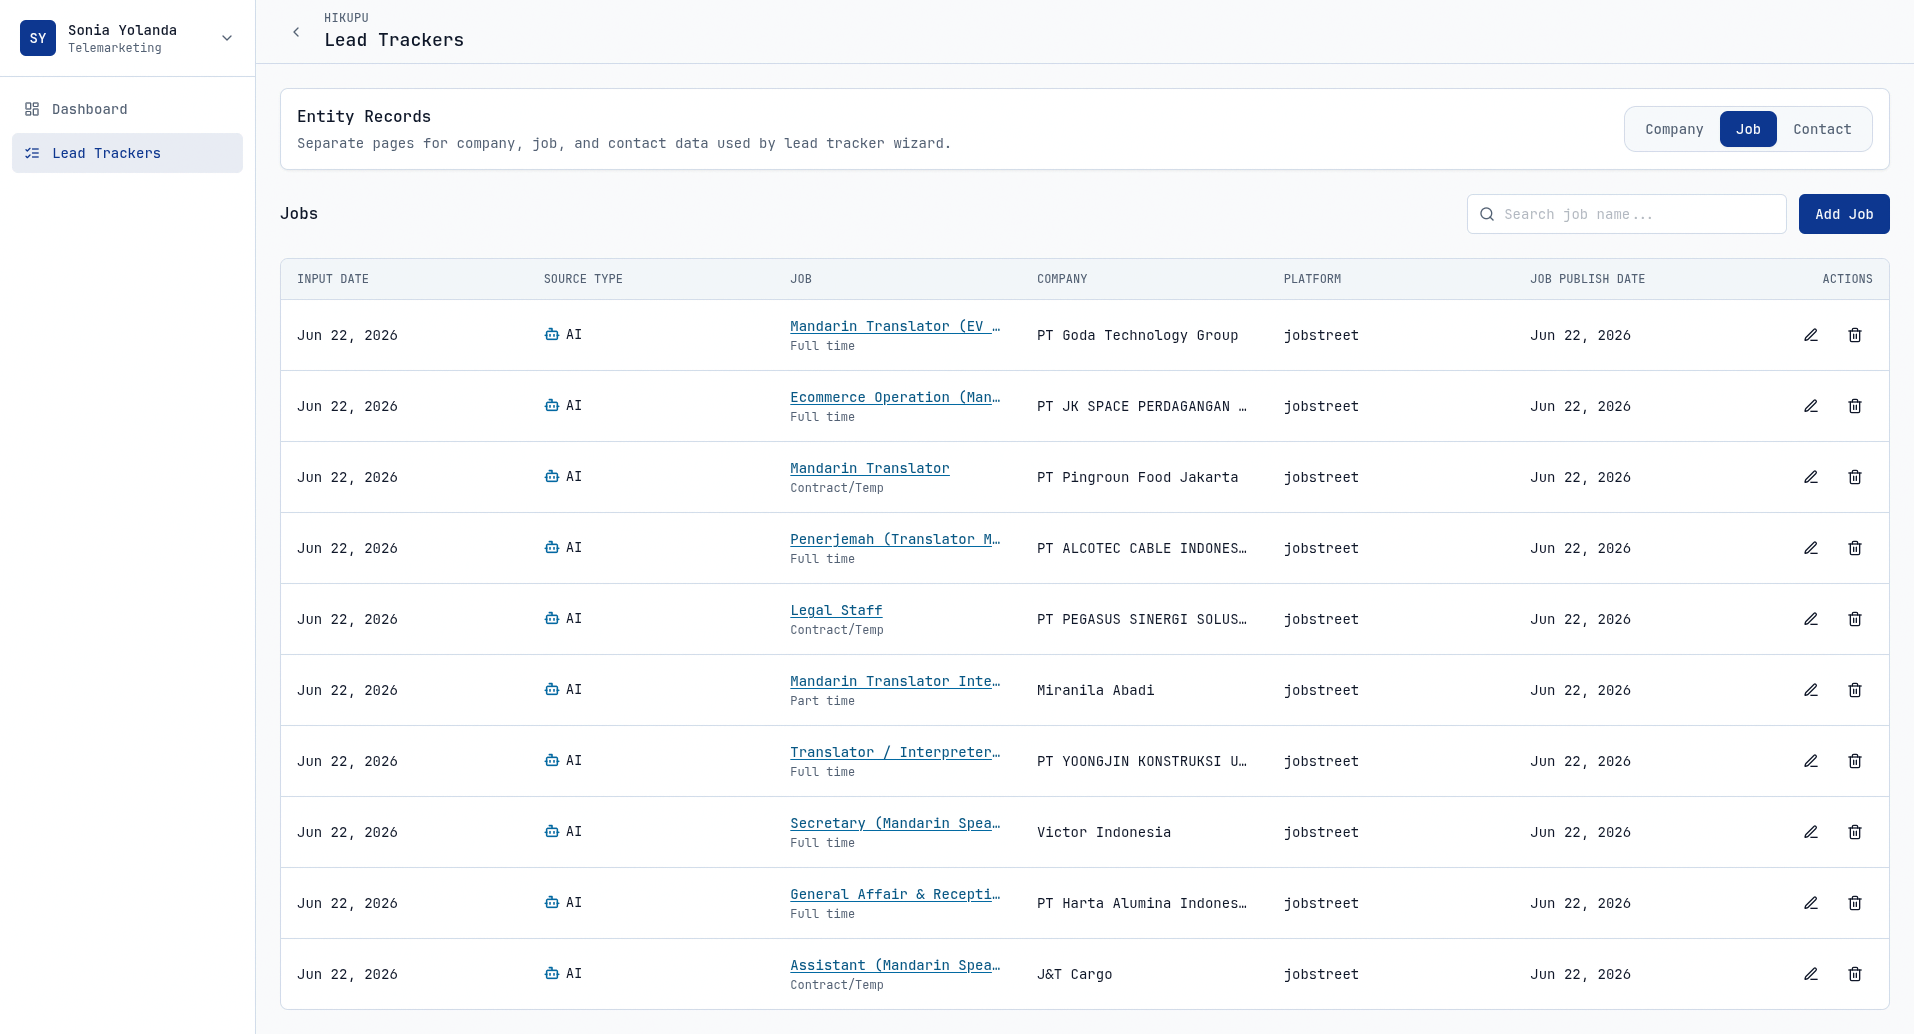 SY
Sonia Yolanda
Telemarketing
Dashboard
Lead Trackers
HIKUPU
Lead Trackers
Entity Records
Separate pages for company, job, and contact data used by lead tracker wizard.
Company
Job
Contact
Jobs
Search job name...
Add Job
INPUT DATE SOURCE TYPE JOB COMPANY PLATFORM JOB PUBLISH DATE ACTIONS
Jun 22, 2026 AI Mandarin Translator (EV … PT Goda Technology Group jobstreet Jun 22, 2026
Full time
Jun 22, 2026 AI Ecommerce Operation (Man… PT JK SPACE PERDAGANGAN … jobstreet Jun 22, 2026
Full time
Jun 22, 2026 AI Mandarin Translator PT Pingroun Food Jakarta jobstreet Jun 22, 2026
Contract/Temp
Jun 22, 2026 AI Penerjemah (Translator M… PT ALCOTEC CABLE INDONES… jobstreet Jun 22, 2026
Full time
Jun 22, 2026 AI Legal Staff PT PEGASUS SINERGI SOLUS… jobstreet Jun 22, 2026
Contract/Temp
Jun 22, 2026 AI Mandarin Translator Inte… Miranila Abadi jobstreet Jun 22, 2026
Part time
Jun 22, 2026 AI Translator / Interpreter… PT YOONGJIN KONSTRUKSI U… jobstreet Jun 22, 2026
Full time
Jun 22, 2026 AI Secretary (Mandarin Spea… Victor Indonesia jobstreet Jun 22, 2026
Full time
Jun 22, 2026 AI General Affair & Recepti… PT Harta Alumina Indones… jobstreet Jun 22, 2026
Full time
Jun 22, 2026 AI Assistant (Mandarin Spea… J&T Cargo jobstreet Jun 22, 2026
Contract/Temp